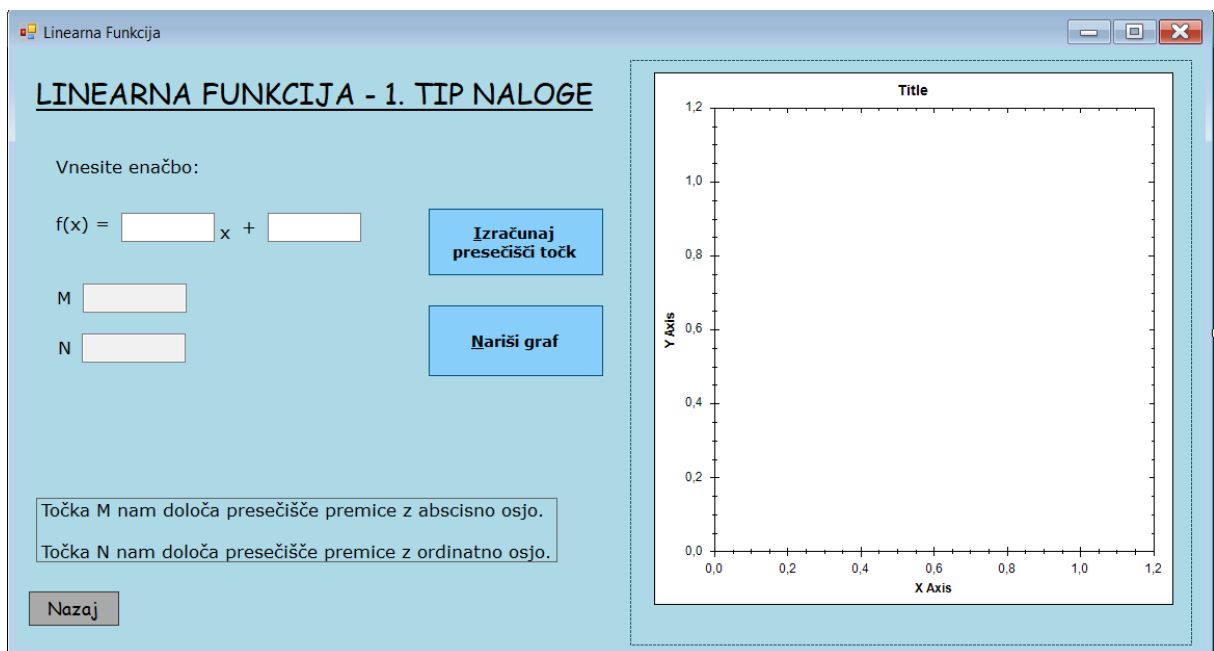 Linearna Funkcija
LINEARNA FUNKCIJA - 1. TIP NALOGE
Vnesite enačbo:
f(x) = x +
Izračunaj
presečišči točk
M
N
Nariši graf
Točka M nam določa presečišče premice z abscisno osjo.
Točka N nam določa presečišče premice z ordinatno osjo.
Nazaj
Title
1,2
1,0
0,8
0,6
0,4
0,2
0,0
Y Axis
0,0 0,2 0,4 0,6 0,8 1,0 1,2
X Axis